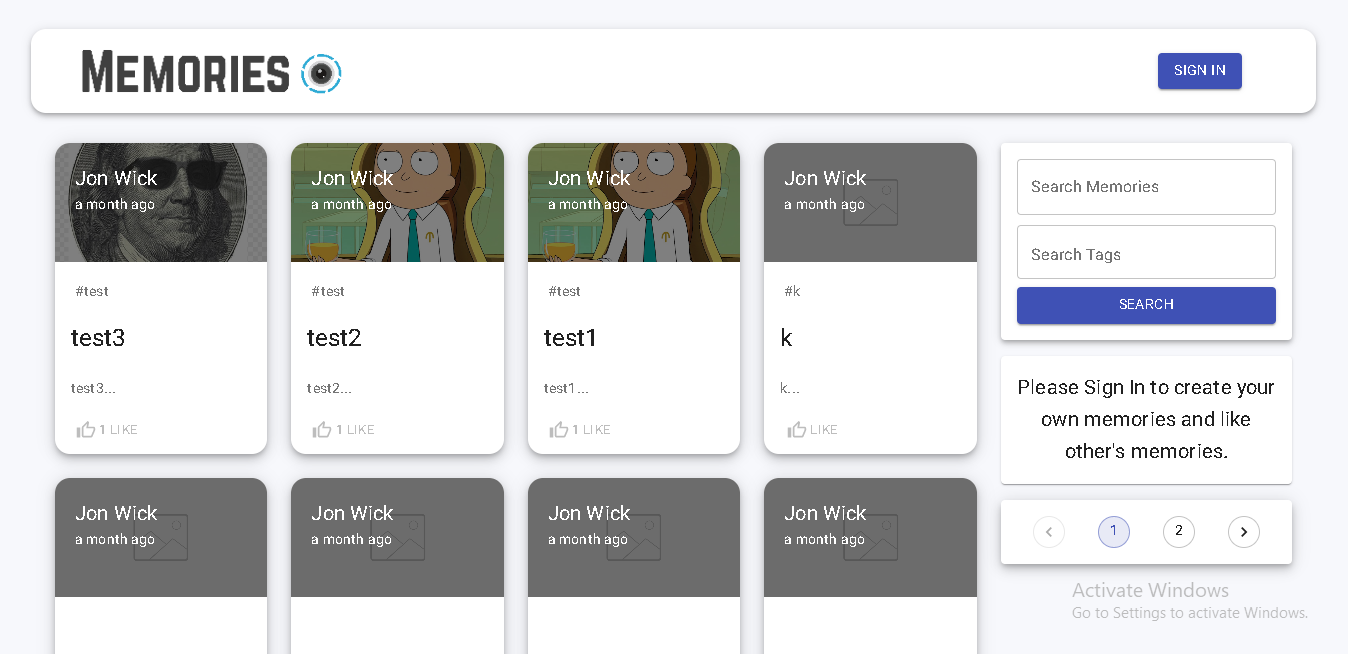 MEMORIES
SIGN IN
Jon Wick
a month ago
#test
test3
test3...
1 LIKE
Jon Wick
a month ago
#test
test2
test2...
1 LIKE
Jon Wick
a month ago
#test
test1
test1...
1 LIKE
Jon Wick
a month ago
#k
k
k...
LIKE
Jon Wick
a month ago
Jon Wick
a month ago
Jon Wick
a month ago
Jon Wick
a month ago
Search Memories
Search Tags
SEARCH
Please Sign In to create your
own memories and like
other's memories.
1 2
Activate Windows
Go to Settings to activate Windows.